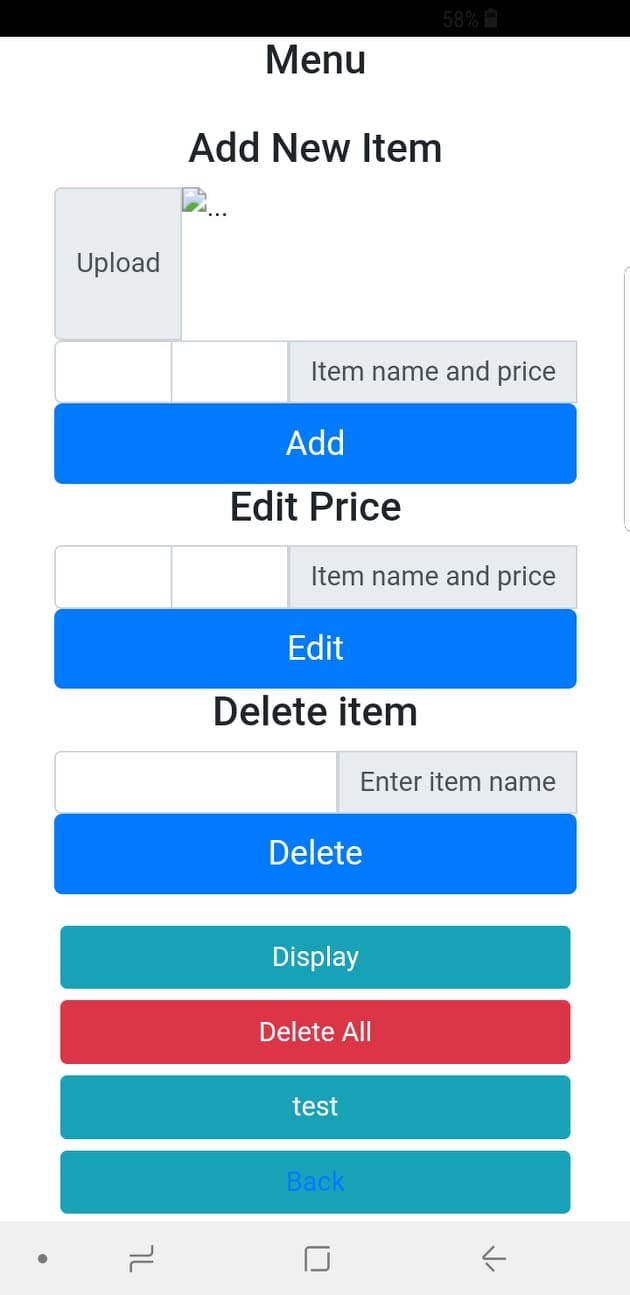 58%
Menu
Add New Item
Upload
...
Item name and price
Add
Edit Price
Item name and price
Edit
Delete item
Enter item name
Delete
Display
Delete All
test
Back